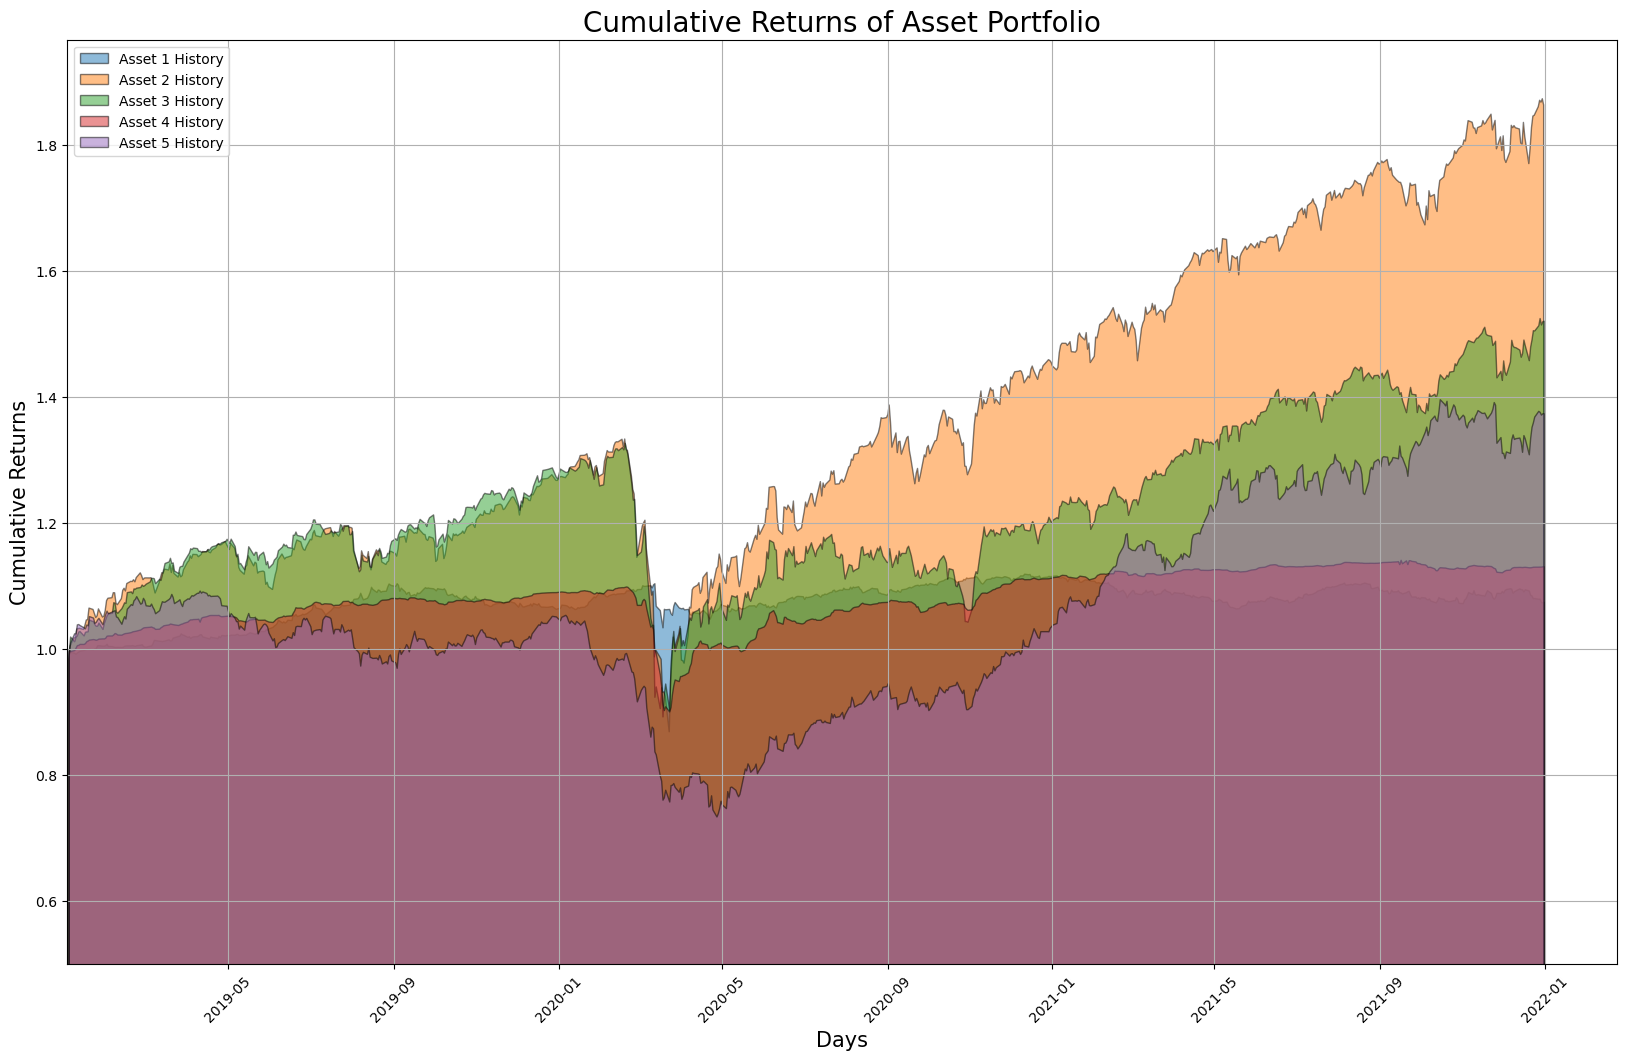 Cumulative Returns of Asset Portfolio
Asset 1 History
Asset 2 History
Asset 3 History
Asset 4 History
Asset 5 History
Cumulative Returns
1.8
1.6
1.4
1.2
1.0
0.8
0.6
2019-05
2019-09
2020-01
2020-05
2020-09
2021-01
2021-05
2021-09
2022-01
Days